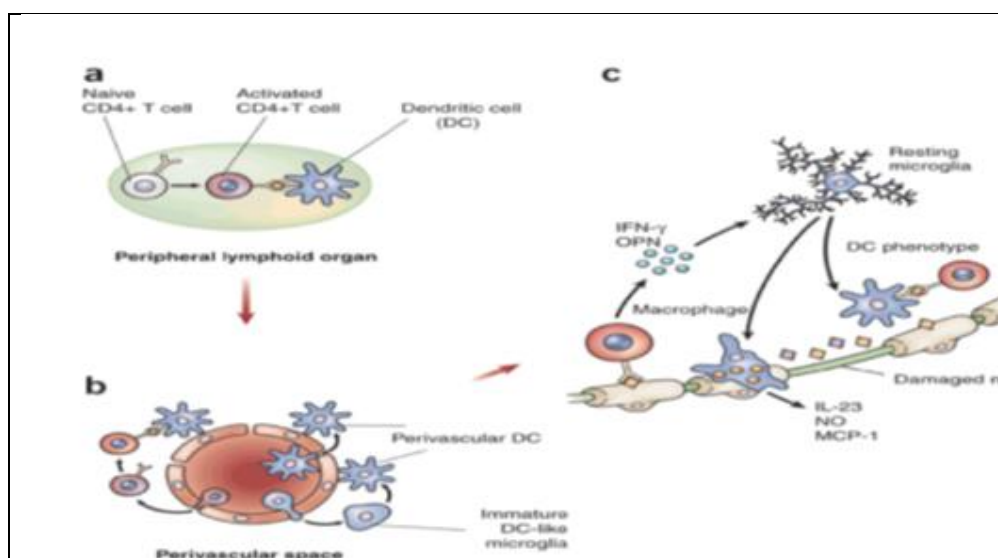 a
Naive
CD4+ T cell
Activated
CD4+T cell
Dendritic cell
(DC)
Peripheral lymphoid organ
b
Perivascular DC
Immature
DC-like
microglia
Perivascular space
c
Resting
microglia
IFN-γ
OPN
DC phenotype
Macrophage
Damaged
IL-23
NO
MCP-1